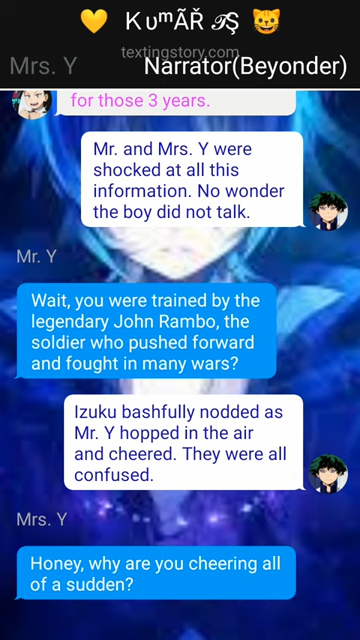 💛 Kυᵐ ÃŘ 𝒯Ş 😺
textingstory.com
Mrs. Y Narrator(Beyonder)
for those 3 years.
Mr. and Mrs. Y were
shocked at all this
information. No wonder
the boy did not talk.
Mr. Y
Wait, you were trained by the
legendary John Rambo, the
soldier who pushed forward
and fought in many wars?
Izuku bashfully nodded as
Mr. Y hopped in the air
and cheered. They were all
confused.
Mrs. Y
Honey, why are you cheering all
of a sudden?